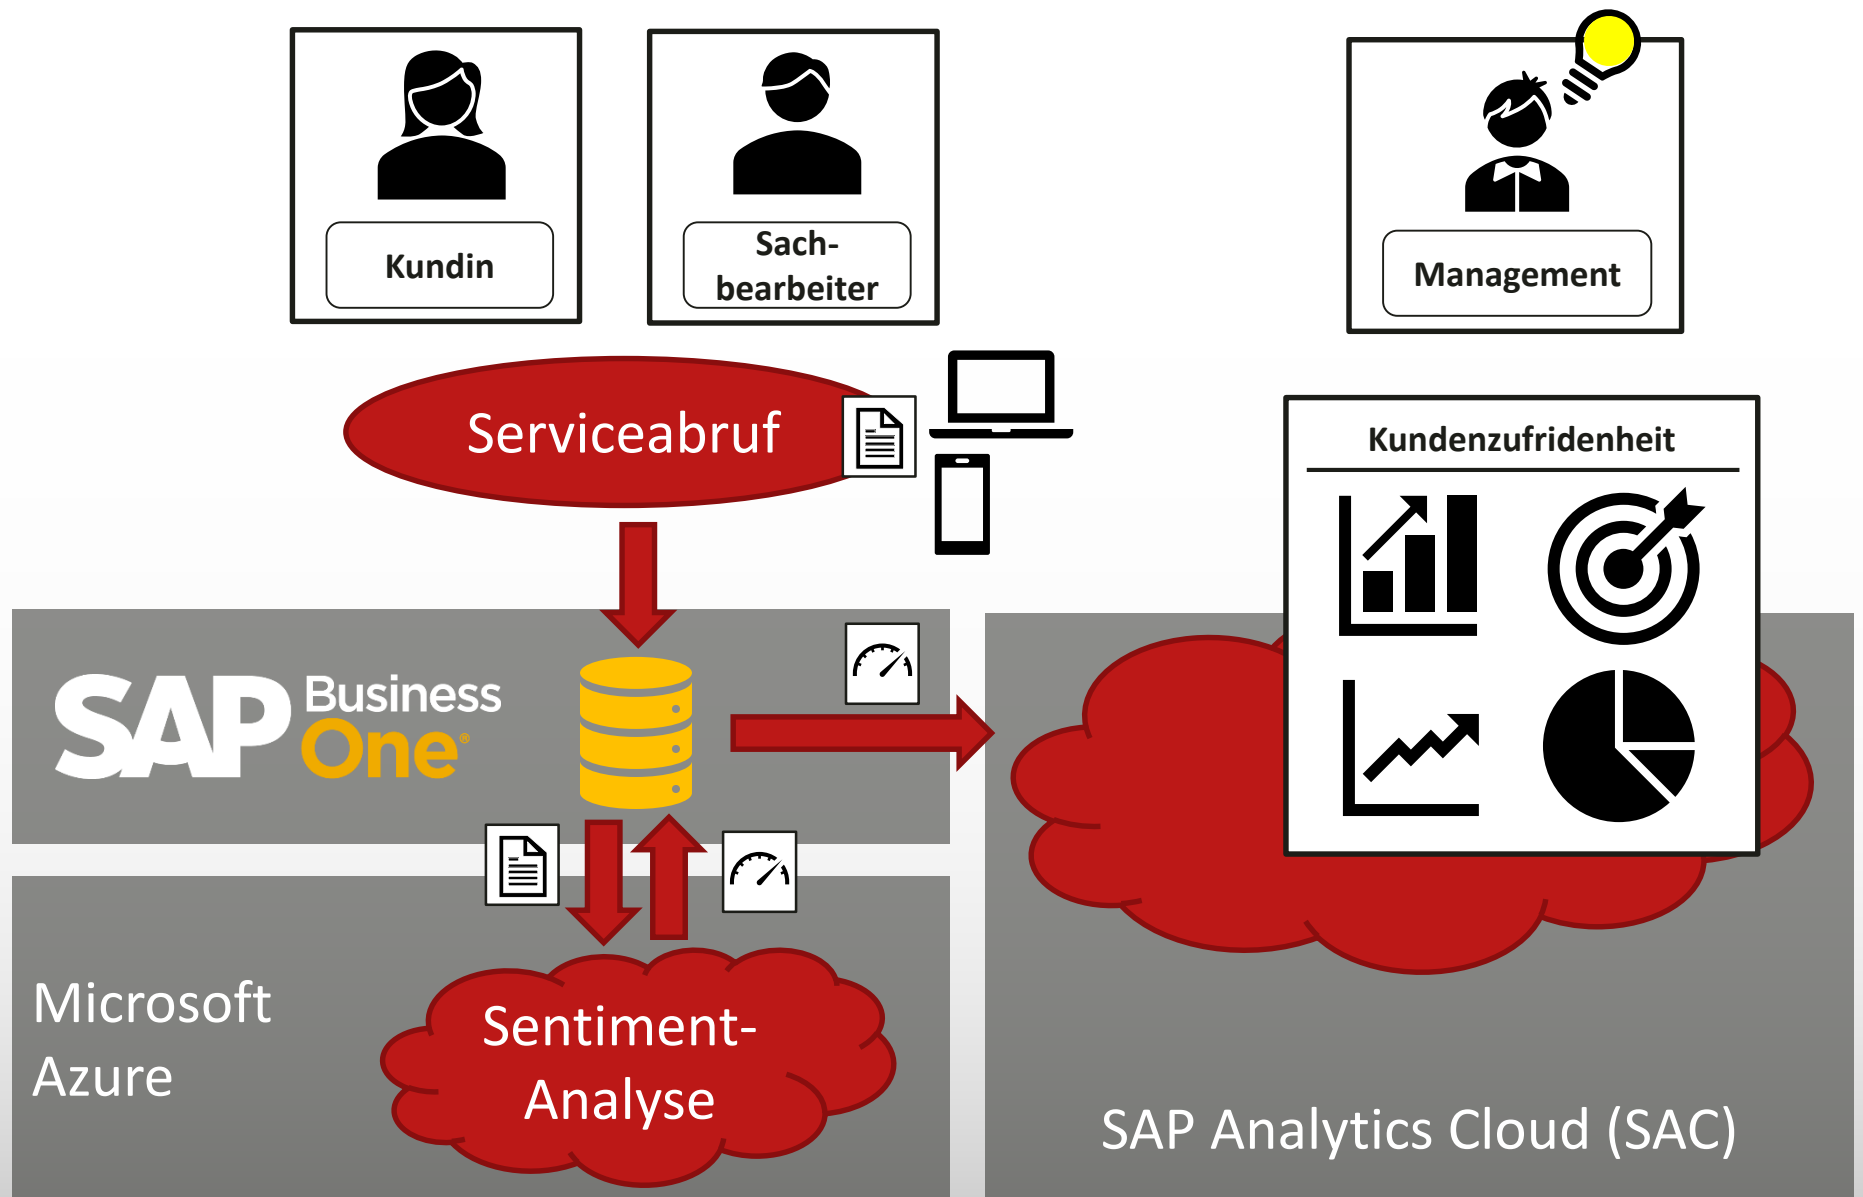 Kundin
Sach-
bearbeiter
Management
Serviceabruf
Kundenzufridenheit
SAP Business
One®
Microsoft
Azure
Sentiment-
Analyse
SAP Analytics Cloud (SAC)